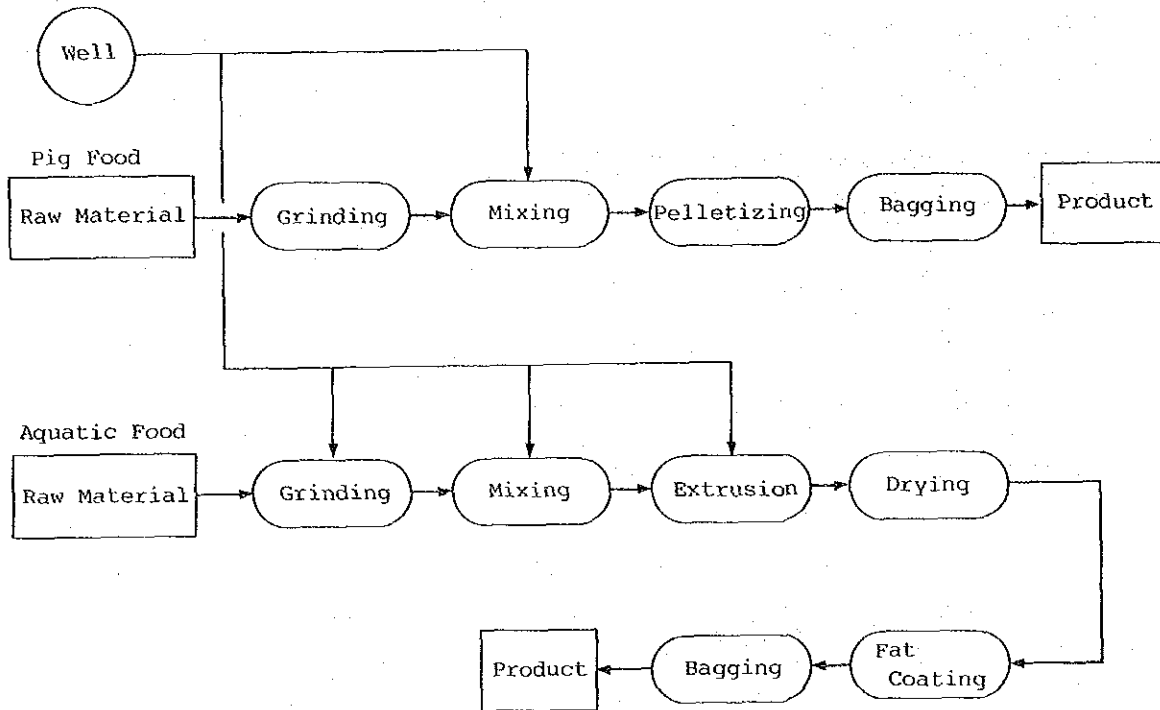 Well
Pig Food
Raw Material
Grinding
Mixing
Pelletizing
Bagging
Product
Aquatic Food
Raw Material
Grinding
Mixing
Extrusion
Drying
Product
Bagging
Fat
Coating